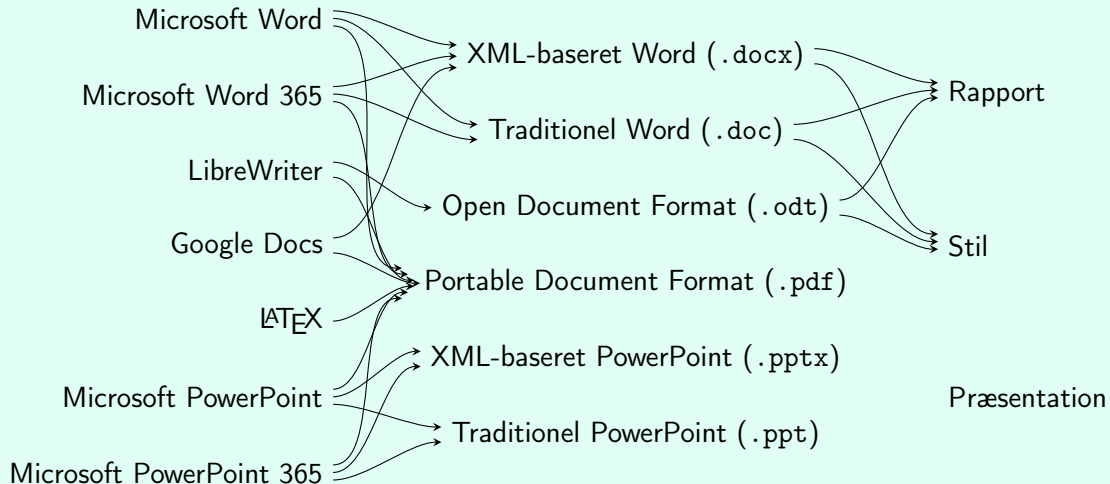 Microsoft Word
Microsoft Word 365
LibreWriter
Google Docs
LATEX
Microsoft PowerPoint
Microsoft PowerPoint 365
XML-baseret Word (.docx)
Traditionel Word (.doc)
Open Document Format (.odt)
Portable Document Format (.pdf)
XML-baseret PowerPoint (.pptx)
Traditionel PowerPoint (.ppt)
Rapport
Stil
Præsentation